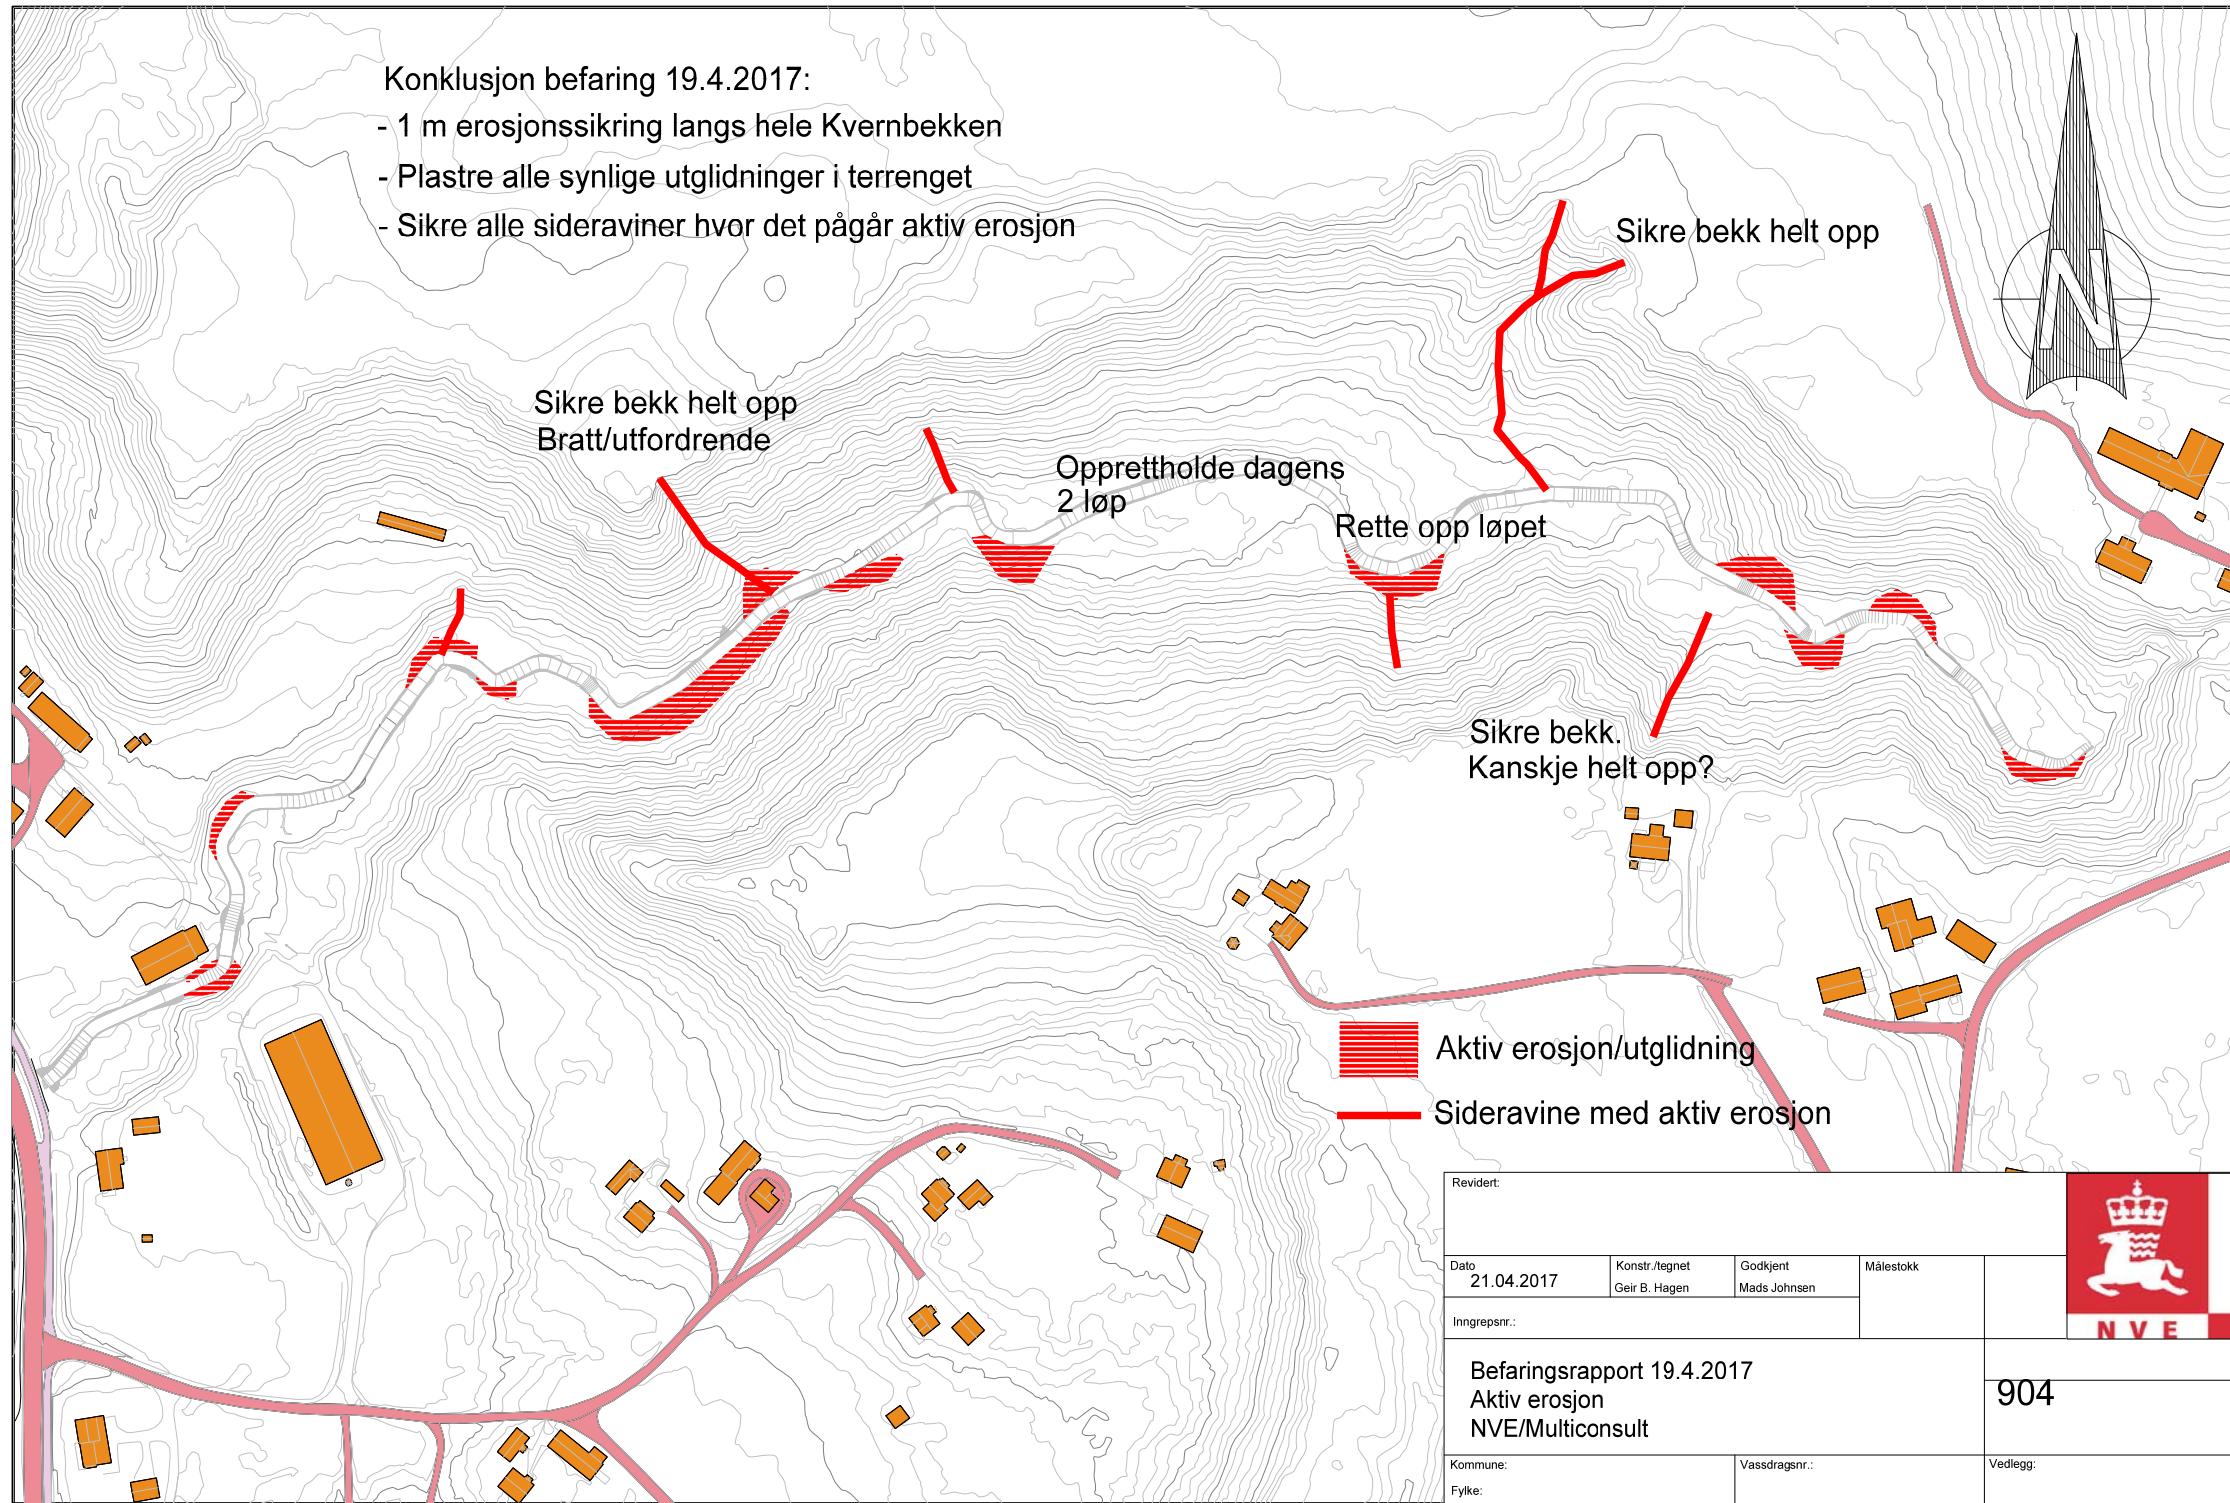 Konklusjon befaring 19.4.2017:
- 1 m erosjonssikring langs hele Kvernbekken
- Plastre alle synlige utglidninger i terrenget
- Sikre alle sideraviner hvor det pågår aktiv erosjon
Sikre bekk helt opp
N
Sikre bekk helt opp
Bratt/utfordrende
Opprettholde dagens
2 løp
Rette opp løpet
Sikre bekk.
Kanskje helt opp?
Aktiv erosjon/utglidning
Sideravine med aktiv erosjon
Revidert:
Dato
21.04.2017
Konstr./tegnet
Geir B. Hagen
Godkjent
Mads Johnsen
Målestokk
Inngrepsnr.:
NVE
Befaringsrapport 19.4.2017
Aktiv erosjon
NVE/Multiconsult
904
Kommune:
Fylke:
Vassdragsnr.:
Vedlegg: